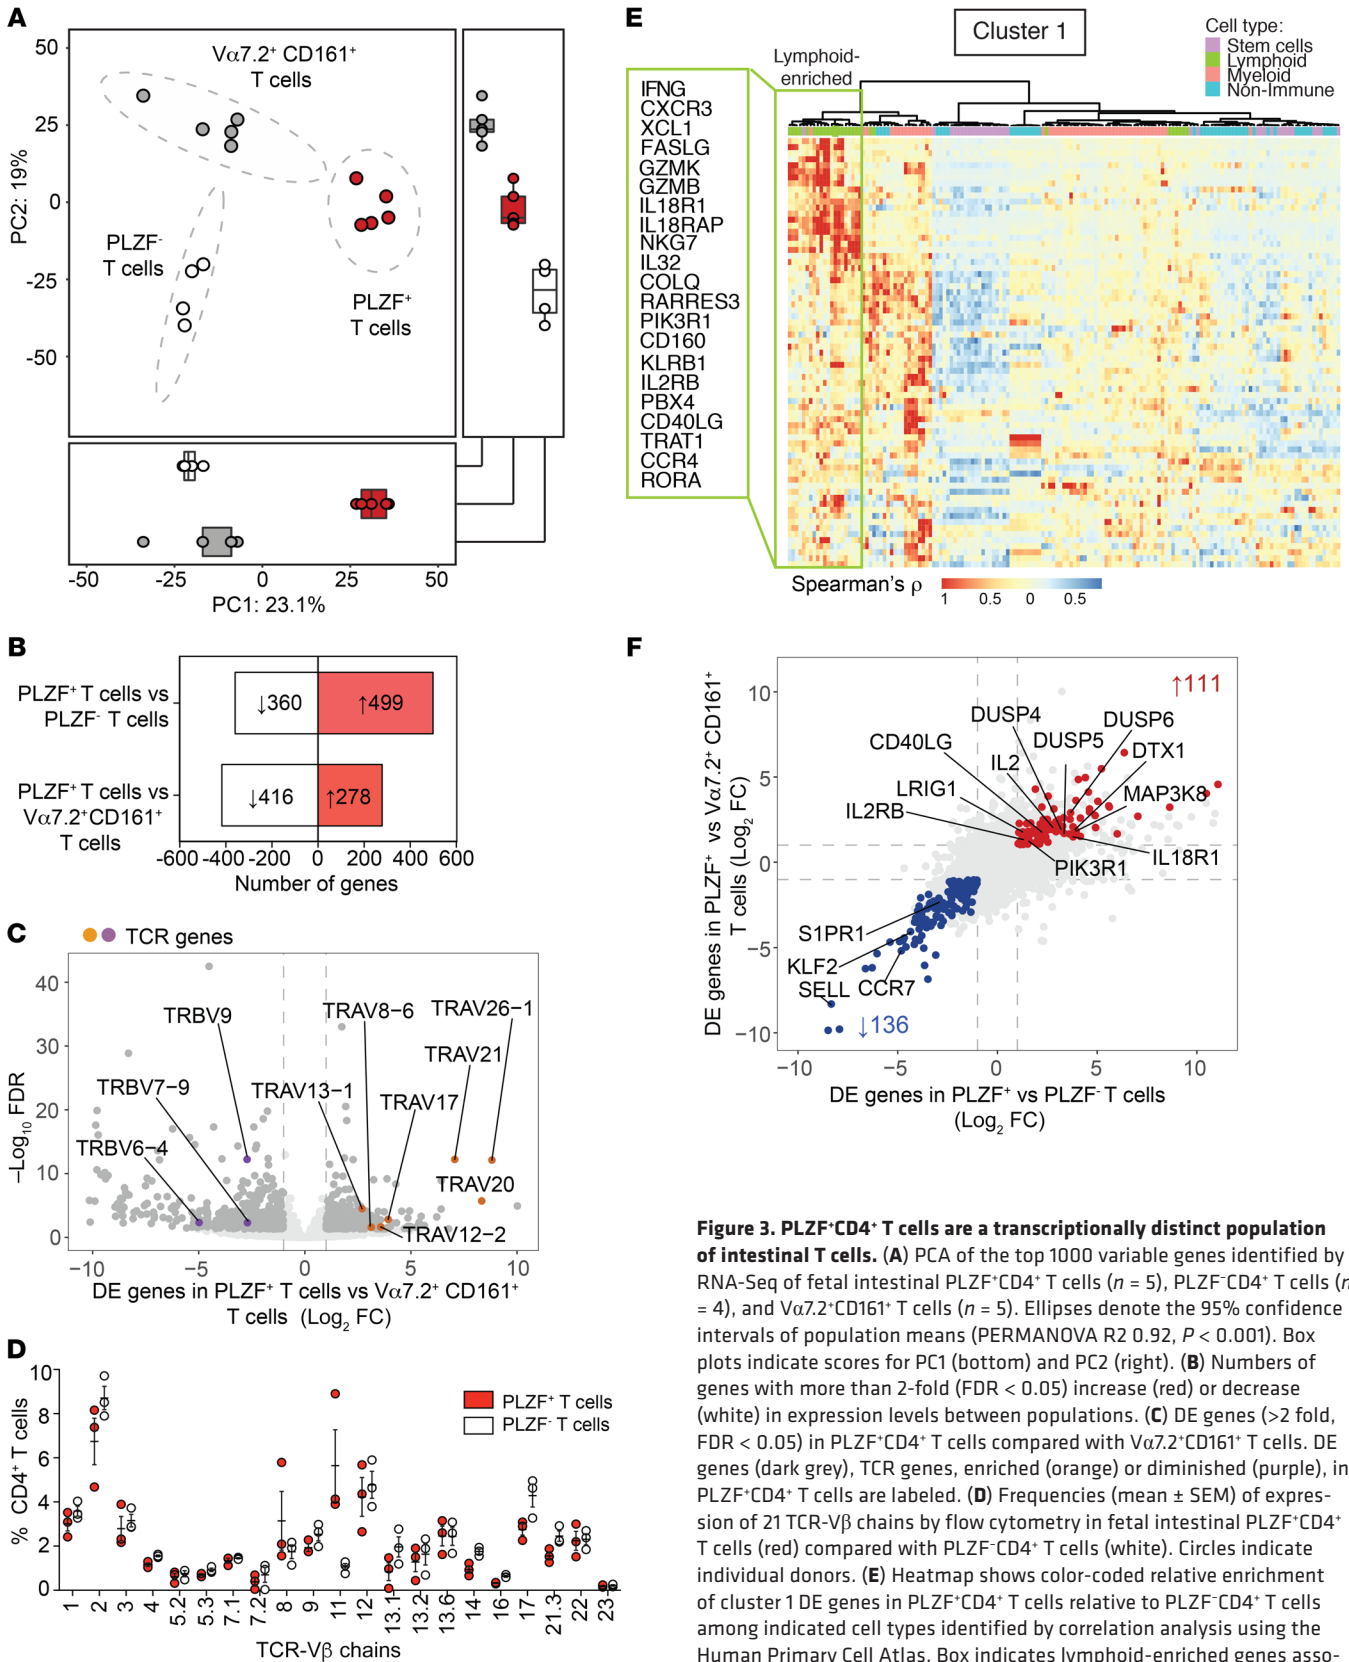 A
Vα7.2⁺ CD161⁺
T cells
PLZF⁻
T cells
PLZF⁺
T cells
PC2: 19%
50
25
0
-25
-50
-50
-25
0
25
50
PC1: 23.1%
B
PLZF⁺ T cells vs
PLZF⁻ T cells
↓360
↑499
PLZF⁺ T cells vs
Vα7.2⁺CD161⁺
T cells
↓416
↑278
-600 -400 -200 0 200 400 600
Number of genes
C
TCR genes
−Log₁₀ FDR
40
30
20
10
0
TRBV9
TRAV8−6
TRAV26−1
TRAV21
TRBV7−9
TRAV13−1
TRAV17
TRBV6−4
TRAV20
TRAV12−2
−10 −5 0 5 10
DE genes in PLZF⁺ T cells vs Vα7.2⁺ CD161⁺
T cells (Log₂ FC)
D
% CD4⁺ T cells
10
8
6
4
2
0
PLZF⁺ T cells
PLZF⁻ T cells
1 2 3 4 5.2 5.3 7.1 7.2 8 9 11 12 13.1 13.2 13.6 14 16 17 21.3 22 23
TCR-Vβ chains
E
Cluster 1
Cell type:
Stem cells
Lymphoid
Myeloid
Non-Immune
Lymphoid-
enriched
IFNG
CXCR3
XCL1
FASLG
GZMK
GZMB
IL18R1
IL18RAP
NKG7
IL32
COLQ
RARRES3
PIK3R1
CD160
KLRB1
IL2RB
PBX4
CD40LG
TRAT1
CCR4
RORA
Spearman's ρ
1 0.5 0 0.5
F
DE genes in PLZF⁺ vs Vα7.2⁺ CD161⁺
T cells (Log₂ FC)
10
5
0
−5
−10
↑111
DUSP4
DUSP6
DUSP5
CD40LG
DTX1
IL2
LRIG1
MAP3K8
IL2RB
IL18R1
PIK3R1
S1PR1
KLF2
SELL
CCR7
↓136
−10 −5 0 5 10
DE genes in PLZF⁺ vs PLZF⁻ T cells
(Log₂ FC)
Figure 3. PLZF⁺CD4⁺ T cells are a transcriptionally distinct population
of intestinal T cells. (A) PCA of the top 1000 variable genes identified by
RNA-Seq of fetal intestinal PLZF⁺CD4⁺ T cells (n = 5), PLZF⁻CD4⁺ T cells (n
= 4), and Vα7.2⁺CD161⁺ T cells (n = 5). Ellipses denote the 95% confidence
intervals of population means (PERMANOVA R2 0.92, P < 0.001). Box
plots indicate scores for PC1 (bottom) and PC2 (right). (B) Numbers of
genes with more than 2-fold (FDR < 0.05) increase (red) or decrease
(white) in expression levels between populations. (C) DE genes (>2 fold,
FDR < 0.05) in PLZF⁺CD4⁺ T cells compared with Vα7.2⁺CD161⁺ T cells. DE
genes (dark grey), TCR genes, enriched (orange) or diminished (purple), in
PLZF⁺CD4⁺ T cells are labeled. (D) Frequencies (mean ± SEM) of expres-
sion of 21 TCR-Vβ chains by flow cytometry in fetal intestinal PLZF⁺CD4⁺
T cells (red) compared with PLZF⁻CD4⁺ T cells (white). Circles indicate
individual donors. (E) Heatmap shows color-coded relative enrichment
of cluster 1 DE genes in PLZF⁺CD4⁺ T cells relative to PLZF⁻CD4⁺ T cells
among indicated cell types identified by correlation analysis using the
Human Primary Cell Atlas. Box indicates lymphoid-enriched genes asso-